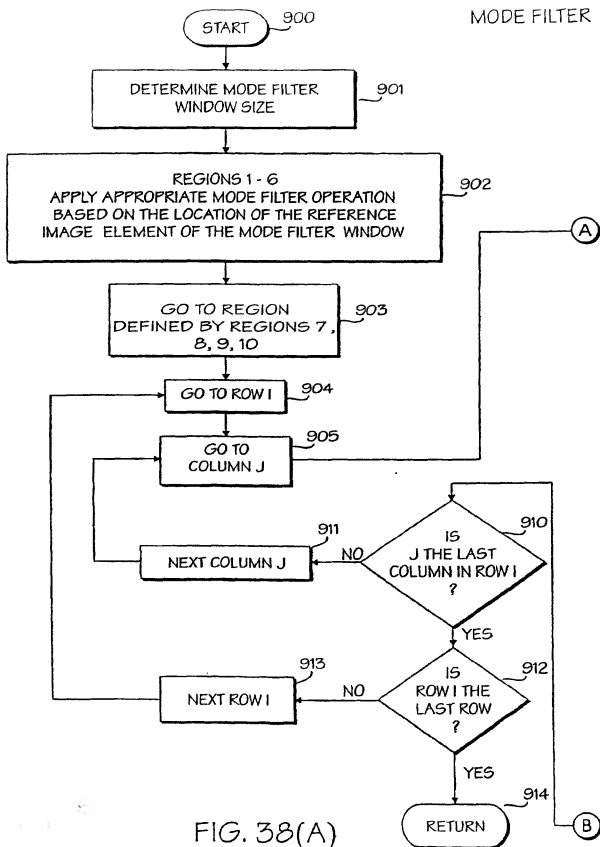 MODE FILTER
START
900
DETERMINE MODE FILTER
WINDOW SIZE
901
REGIONS 1 - 6
APPLY APPROPRIATE MODE FILTER OPERATION
BASED ON THE LOCATION OF THE REFERENCE
IMAGE ELEMENT OF THE MODE FILTER WINDOW
902
A
GO TO REGION
DEFINED BY REGIONS 7,
8, 9, 10
903
GO TO ROW I
904
GO TO
COLUMN J
905
IS
J THE LAST
COLUMN IN ROW I
?
910
NO
NEXT COLUMN J
911
YES
IS
ROW I THE
LAST ROW
?
912
NO
NEXT ROW I
913
YES
RETURN
914
B
FIG. 38(A)